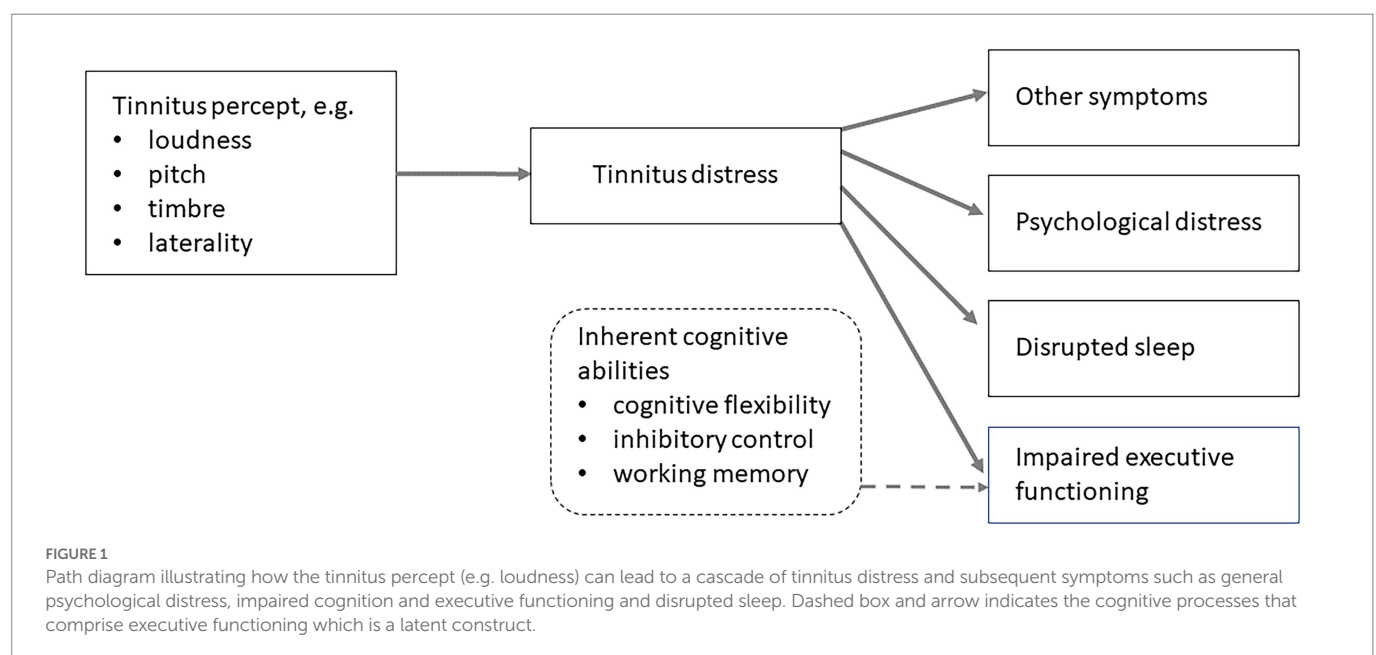 Tinnitus percept, e.g.
• loudness
• pitch
• timbre
• laterality
Tinnitus distress
Other symptoms
Psychological distress
Disrupted sleep
Impaired executive
functioning
Inherent cognitive
abilities
• cognitive flexibility
• inhibitory control
• working memory
FIGURE 1
Path diagram illustrating how the tinnitus percept (e.g. loudness) can lead to a cascade of tinnitus distress and subsequent symptoms such as general
psychological distress, impaired cognition and executive functioning and disrupted sleep. Dashed box and arrow indicates the cognitive processes that
comprise executive functioning which is a latent construct.